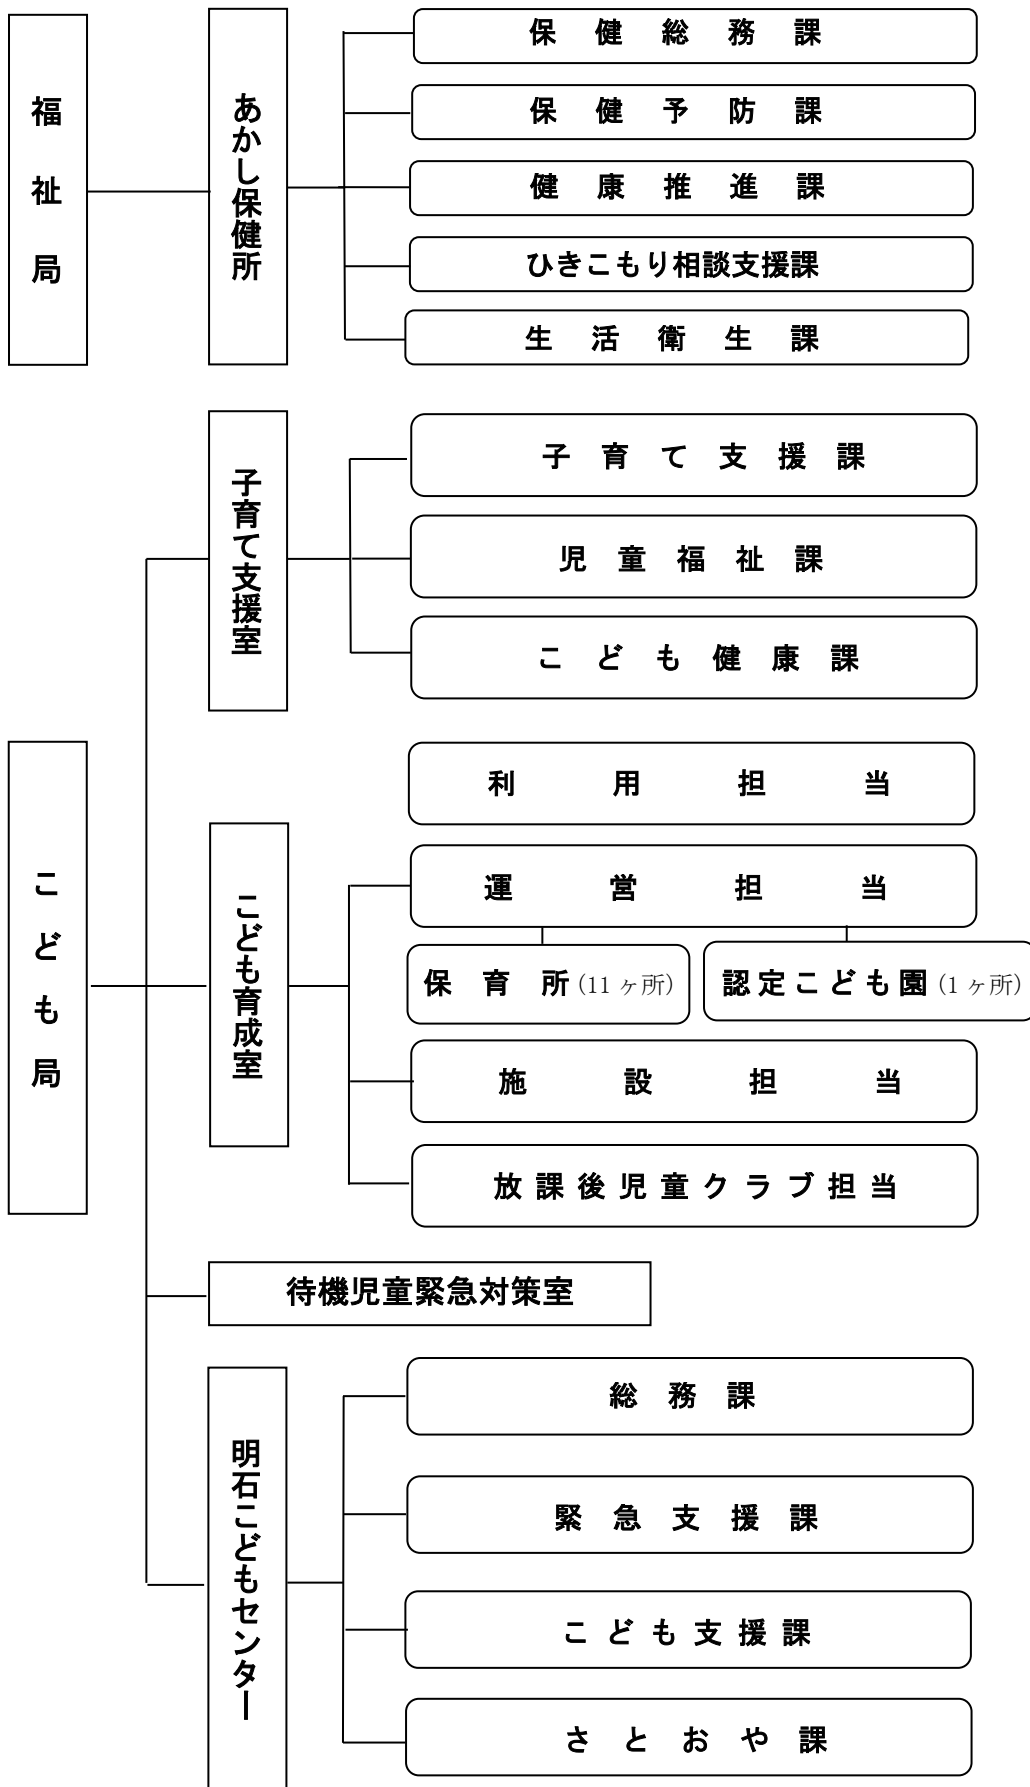 福祉局
あかし保健所
保健総務課
保健予防課
健康推進課
ひきこもり相談支援課
生活衛生課
こども局
子育て支援室
子育て支援課
児童福祉課
こども健康課
こども育成室
利用担当
運営担当
保育所(11ヶ所)
認定こども園(1ヶ所)
施設担当
放課後児童クラブ担当
待機児童緊急対策室
明石こどもセンター
総務課
緊急支援課
こども支援課
さとおや課